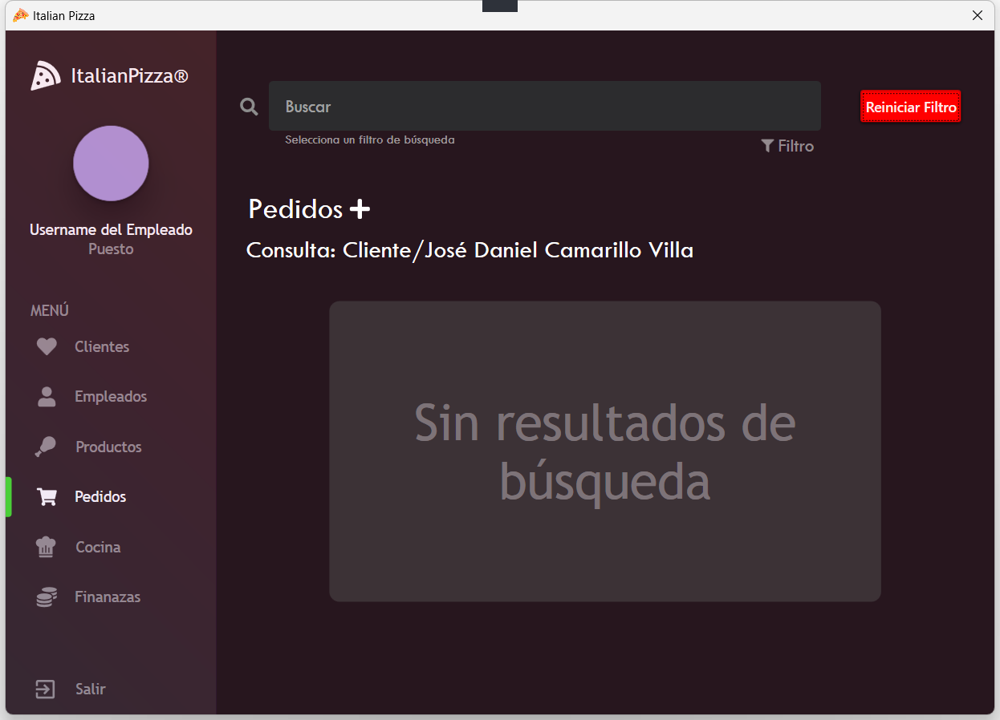 Italian Pizza
ItalianPizza®
Username del Empleado
Puesto
MENÚ
Clientes
Empleados
Productos
Pedidos
Cocina
Finanazas
Salir
Buscar
Reiniciar Filtro
Selecciona un filtro de búsqueda
Filtro
Pedidos
Consulta: Cliente/José Daniel Camarillo Villa
Sin resultados de
búsqueda